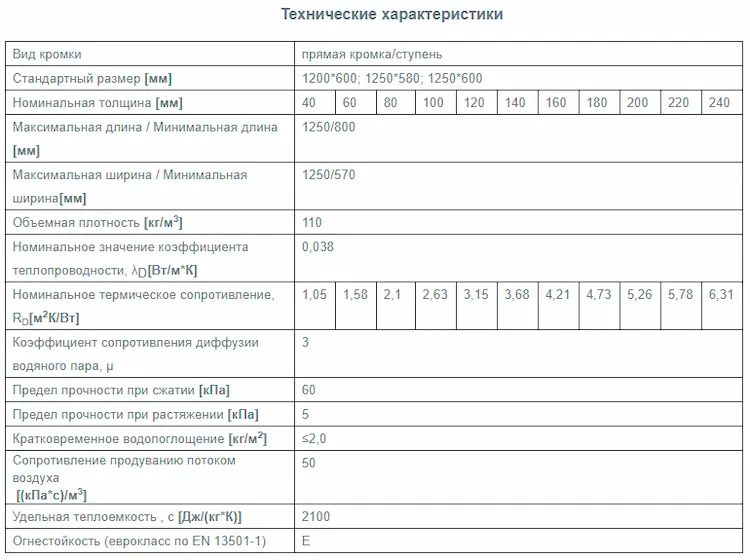 Технические характеристики
Вид кромки прямая кромка/ступень
Стандартный размер [мм] 1200*600; 1250*580; 1250*600
Номинальная толщина [мм] 40 60 80 100 120 140 160 180 200 220 240
Максимальная длина / Минимальная длина 1250/800
[мм]
Максимальная ширина / Минимальная 1250/570
ширина[мм]
Объемная плотность [кг/м³] 110
Номинальное значение коэффициента 0,038
теплопроводности, λD[Вт/м*К]
Номинальное термическое сопротивление, 1,05 1,58 2,1 2,63 3,15 3,68 4,21 4,73 5,26 5,78 6,31
RD[м²К/Вт]
Коэффициент сопротивления диффузии 3
водяного пара, μ
Предел прочности при сжатии [кПа] 60
Предел прочности при растяжении [кПа] 5
Кратковременное водопоглощение [кг/м²] ≤2,0
Сопротивление продуванию потоком 50
воздуха
[(кПа*с)/м³]
Удельная теплоемкость , с [Дж/(кг*К)] 2100
Огнестойкость (еврокласс по EN 13501-1) E